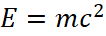 E = mc²